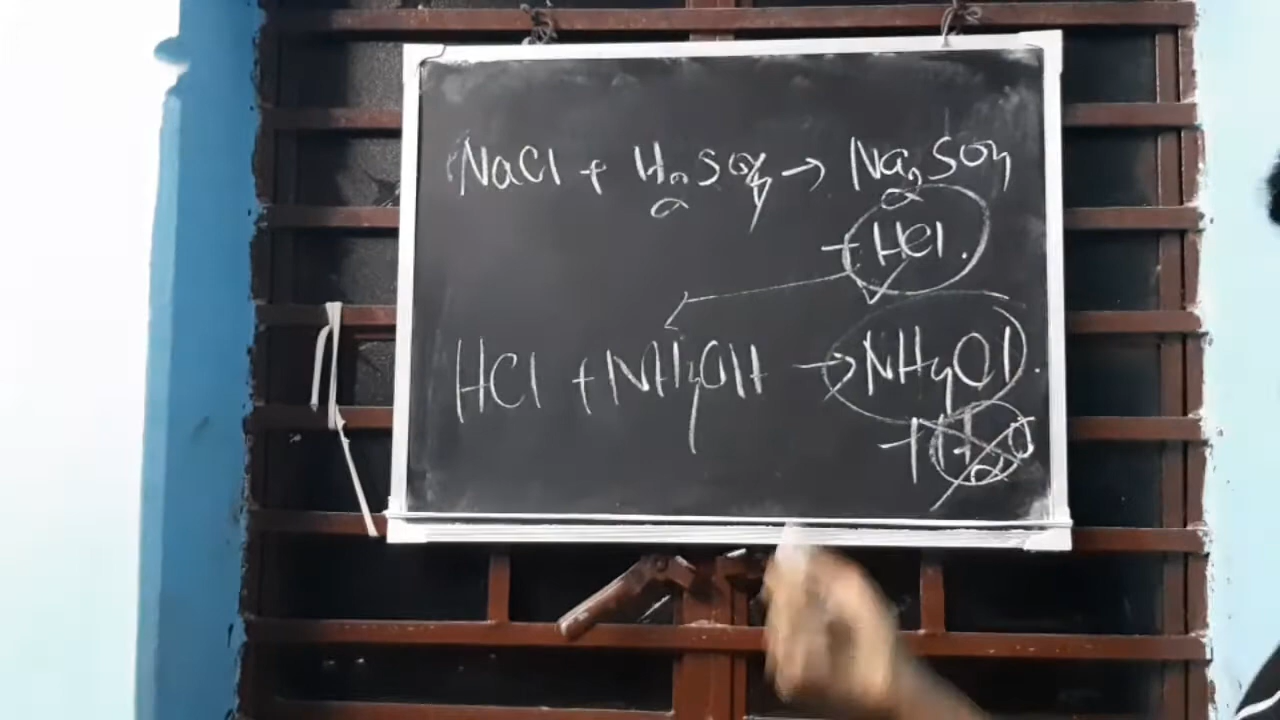 NaCl + H2SO4 → Na2SO4
+ HCl.
HCl + NH4OH → NH4Cl.
+ H2O